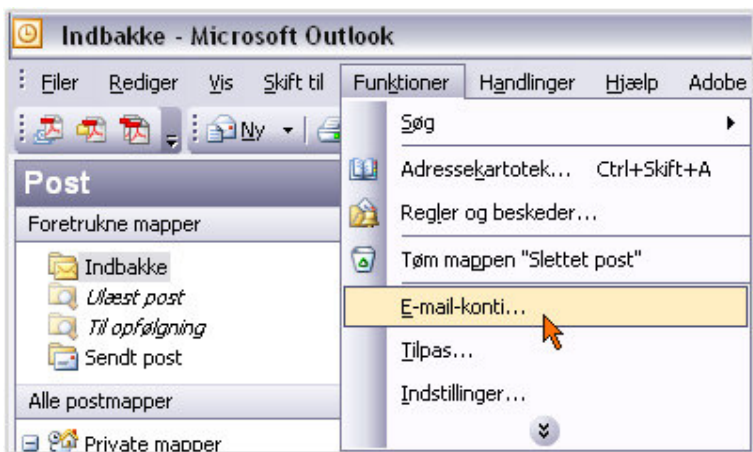 Indbakke - Microsoft Outlook
Filer Rediger Vis Skift til Funktioner Handlinger Hjælp Adobe
Ny
Post
Foretrukne mapper
Indbakke
Ulæst post
Til opfølgning
Sendt post
Alle postmapper
Private mapper
Søg
Adressekartotek... Ctrl+Skift+A
Regler og beskeder...
Tøm mappen "Slettet post"
E-mail-konti...
Tilpas...
Indstillinger...